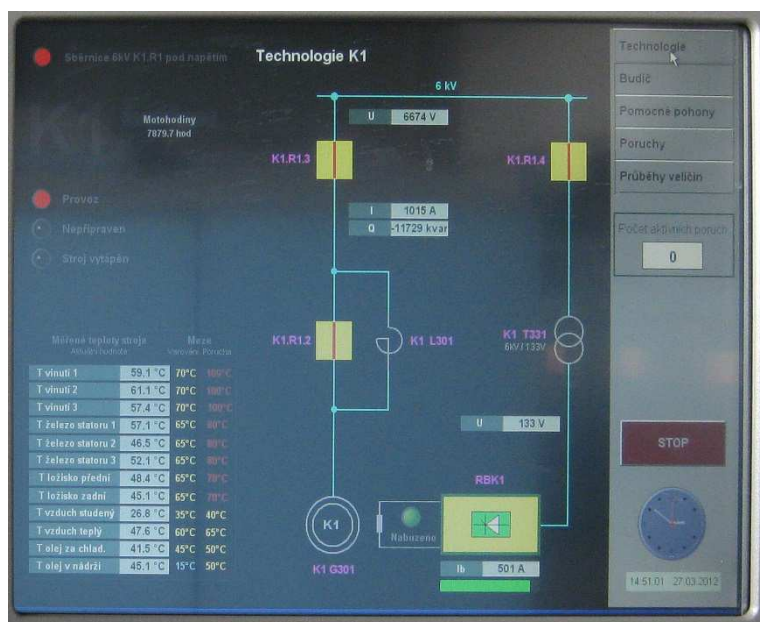 Sběrnice 6kV K1.R1 pod napětím
Technologie K1
Technologie
Budič
Pomocné pohony
Poruchy
Průběhy veličin
6 kV
K1
Motohodiny
7879.7 hod
U 6674 V
K1.R1.3
K1.R1.4
Provoz
Nepřipraven
Stroj vytápěn
I 1015 A
Q -11729 kvar
Počet aktivních poruch
0
K1.R1.2
K1 L301
K1 T331
6kV/133V
Měřené teploty stroje Meze
Aktuální hodnota Varování Porucha
T vinutí 1 59.1 °C 70°C 100°C
T vinutí 2 61.1 °C 70°C 100°C
T vinutí 3 57.4 °C 70°C 100°C
T železo statoru 1 57.1 °C 65°C 80°C
T železo statoru 2 46.5 °C 65°C 80°C
T železo statoru 3 52.1 °C 65°C 80°C
T ložisko přední 48.4 °C 65°C 70°C
T ložisko zadní 45.1 °C 65°C 70°C
T vzduch studený 26.8 °C 35°C 40°C
T vzduch teplý 47.6 °C 60°C 65°C
T olej za chlad. 41.5 °C 45°C 50°C
T olej v nádrži 45.1 °C 15°C 50°C
U 133 V
STOP
RBK1
K1
Nabuzeno
K1 G301
Ib 501 A
14:51:01 27.03.2012